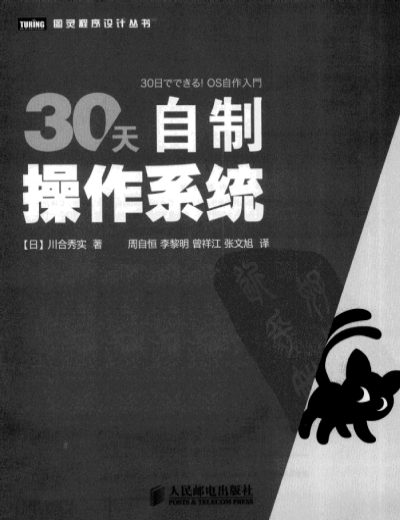 TURING 图灵程序设计丛书
30日でできる! OS自作入門
30天 自制
操作系统
【日】川合秀实 著 周自恒 李黎明 曾祥江 张文旭 译
人民邮电出版社
POSTS & TELECOM PRESS